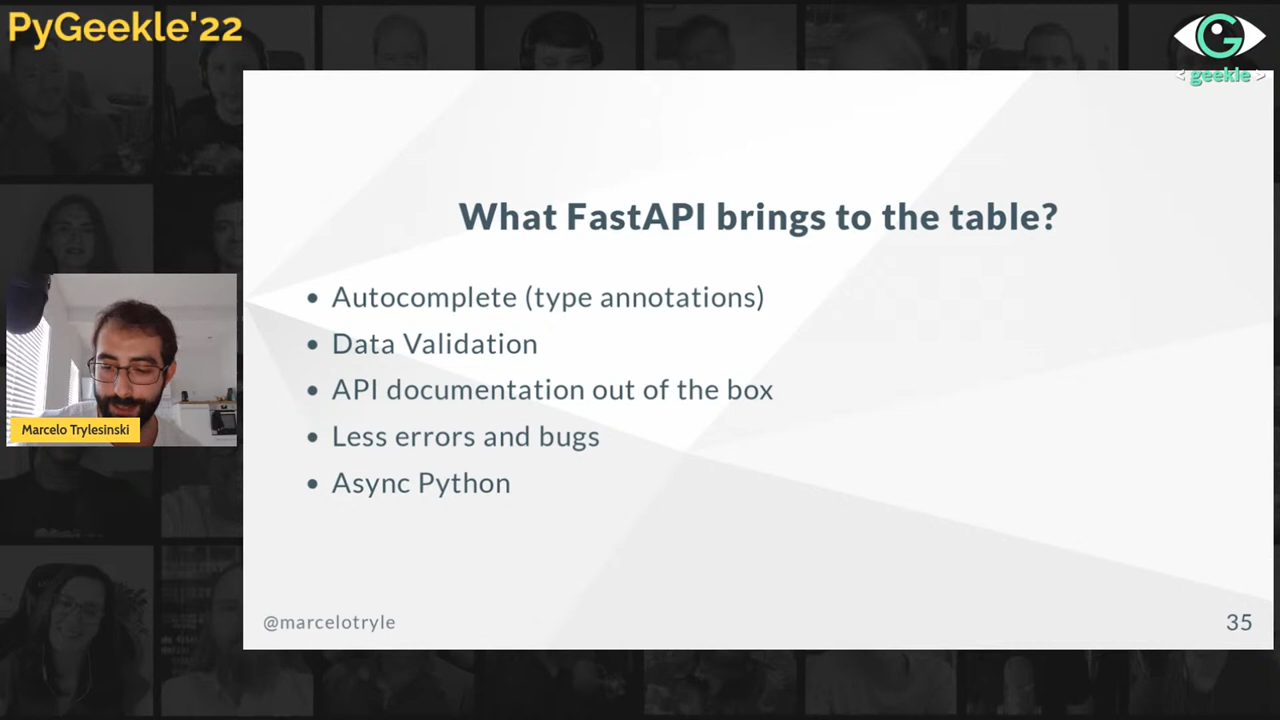 PyGeekle'22
< geekle >
What FastAPI brings to the table?
• Autocomplete (type annotations)
• Data Validation
• API documentation out of the box
• Less errors and bugs
• Async Python
Marcelo Trylesinski
@marcelotryle
35